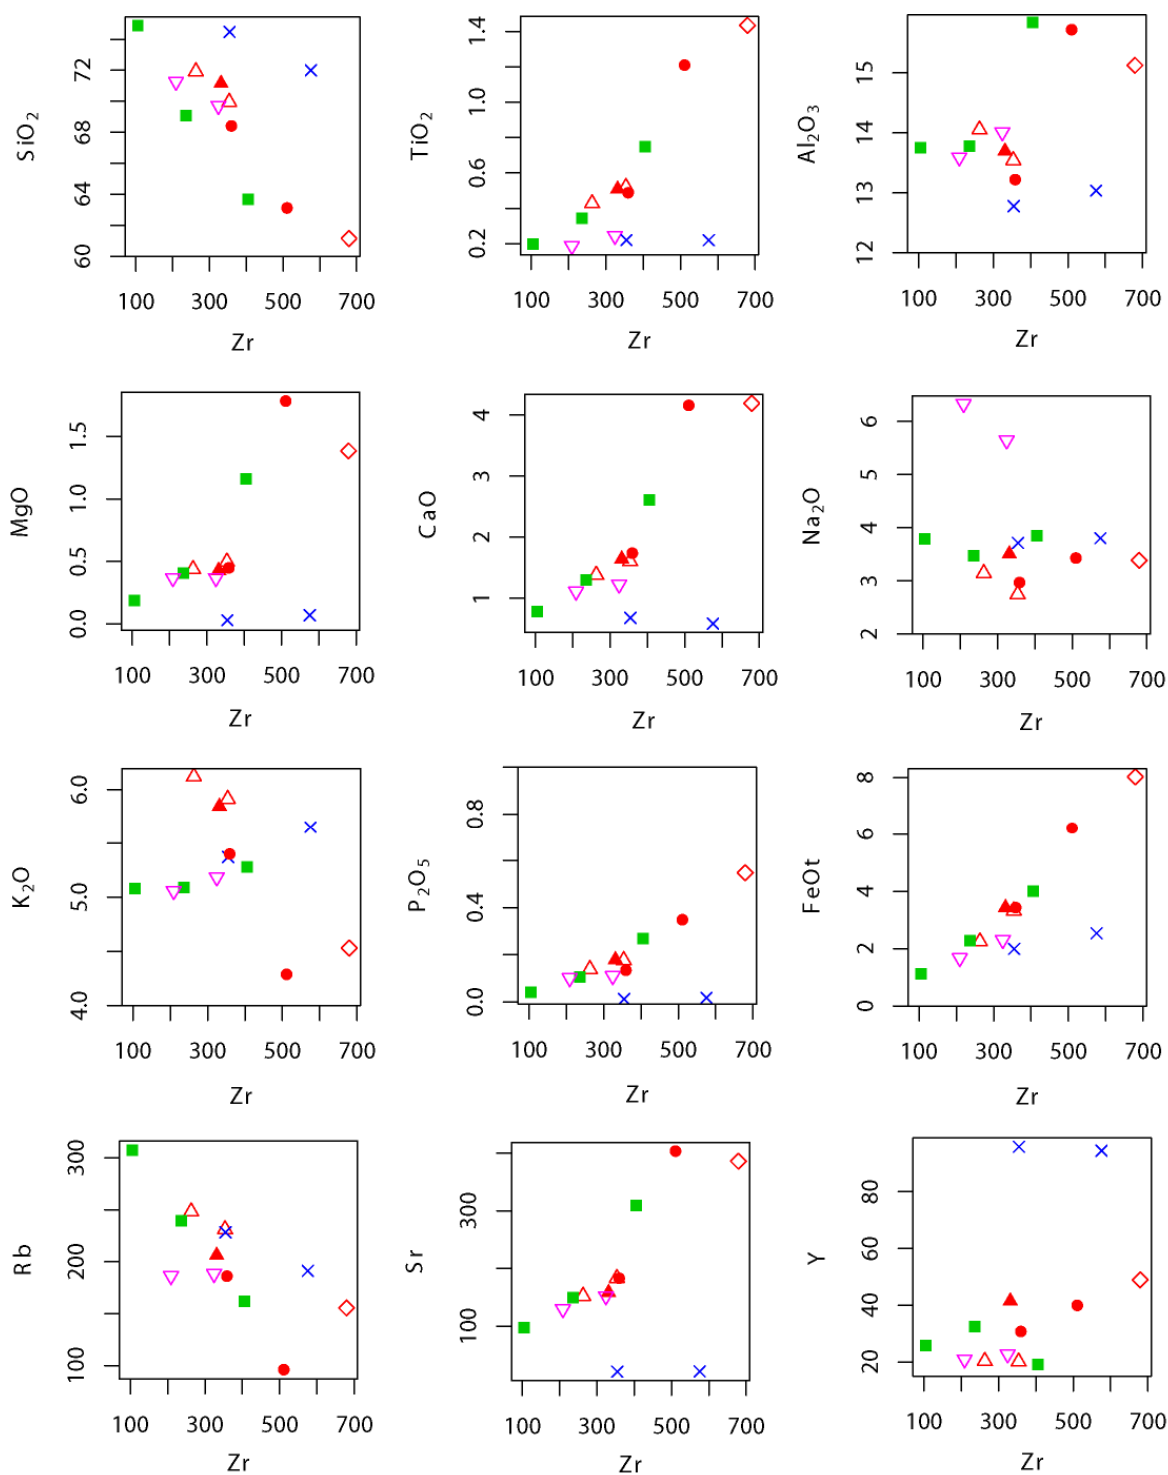 SiO2
72
68
64
60
100 300 500 700
Zr
TiO2
1.4
1.0
0.6
0.2
100 300 500 700
Zr
Al2O3
15
14
13
12
100 300 500 700
Zr
MgO
1.5
1.0
0.5
0.0
100 300 500 700
Zr
CaO
4
3
2
1
100 300 500 700
Zr
Na2O
6
5
4
3
2
100 300 500 700
Zr
K2O
6.0
5.0
4.0
100 300 500 700
Zr
P2O5
0.8
0.4
0.0
100 300 500 700
Zr
FeOt
8
6
4
2
0
100 300 500 700
Zr
Rb
300
200
100
100 300 500 700
Zr
Sr
300
100
100 300 500 700
Zr
Y
80
60
40
20
100 300 500 700
Zr